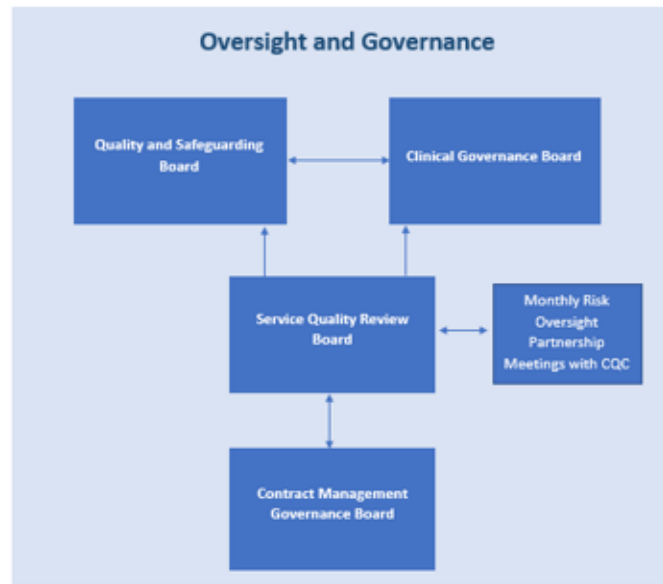 Oversight and Governance
Quality and Safeguarding
Board
Clinical Governance Board
Service Quality Review
Board
Monthly Risk
Oversight
Partnership
Meetings with CQC
Contract Management
Governance Board